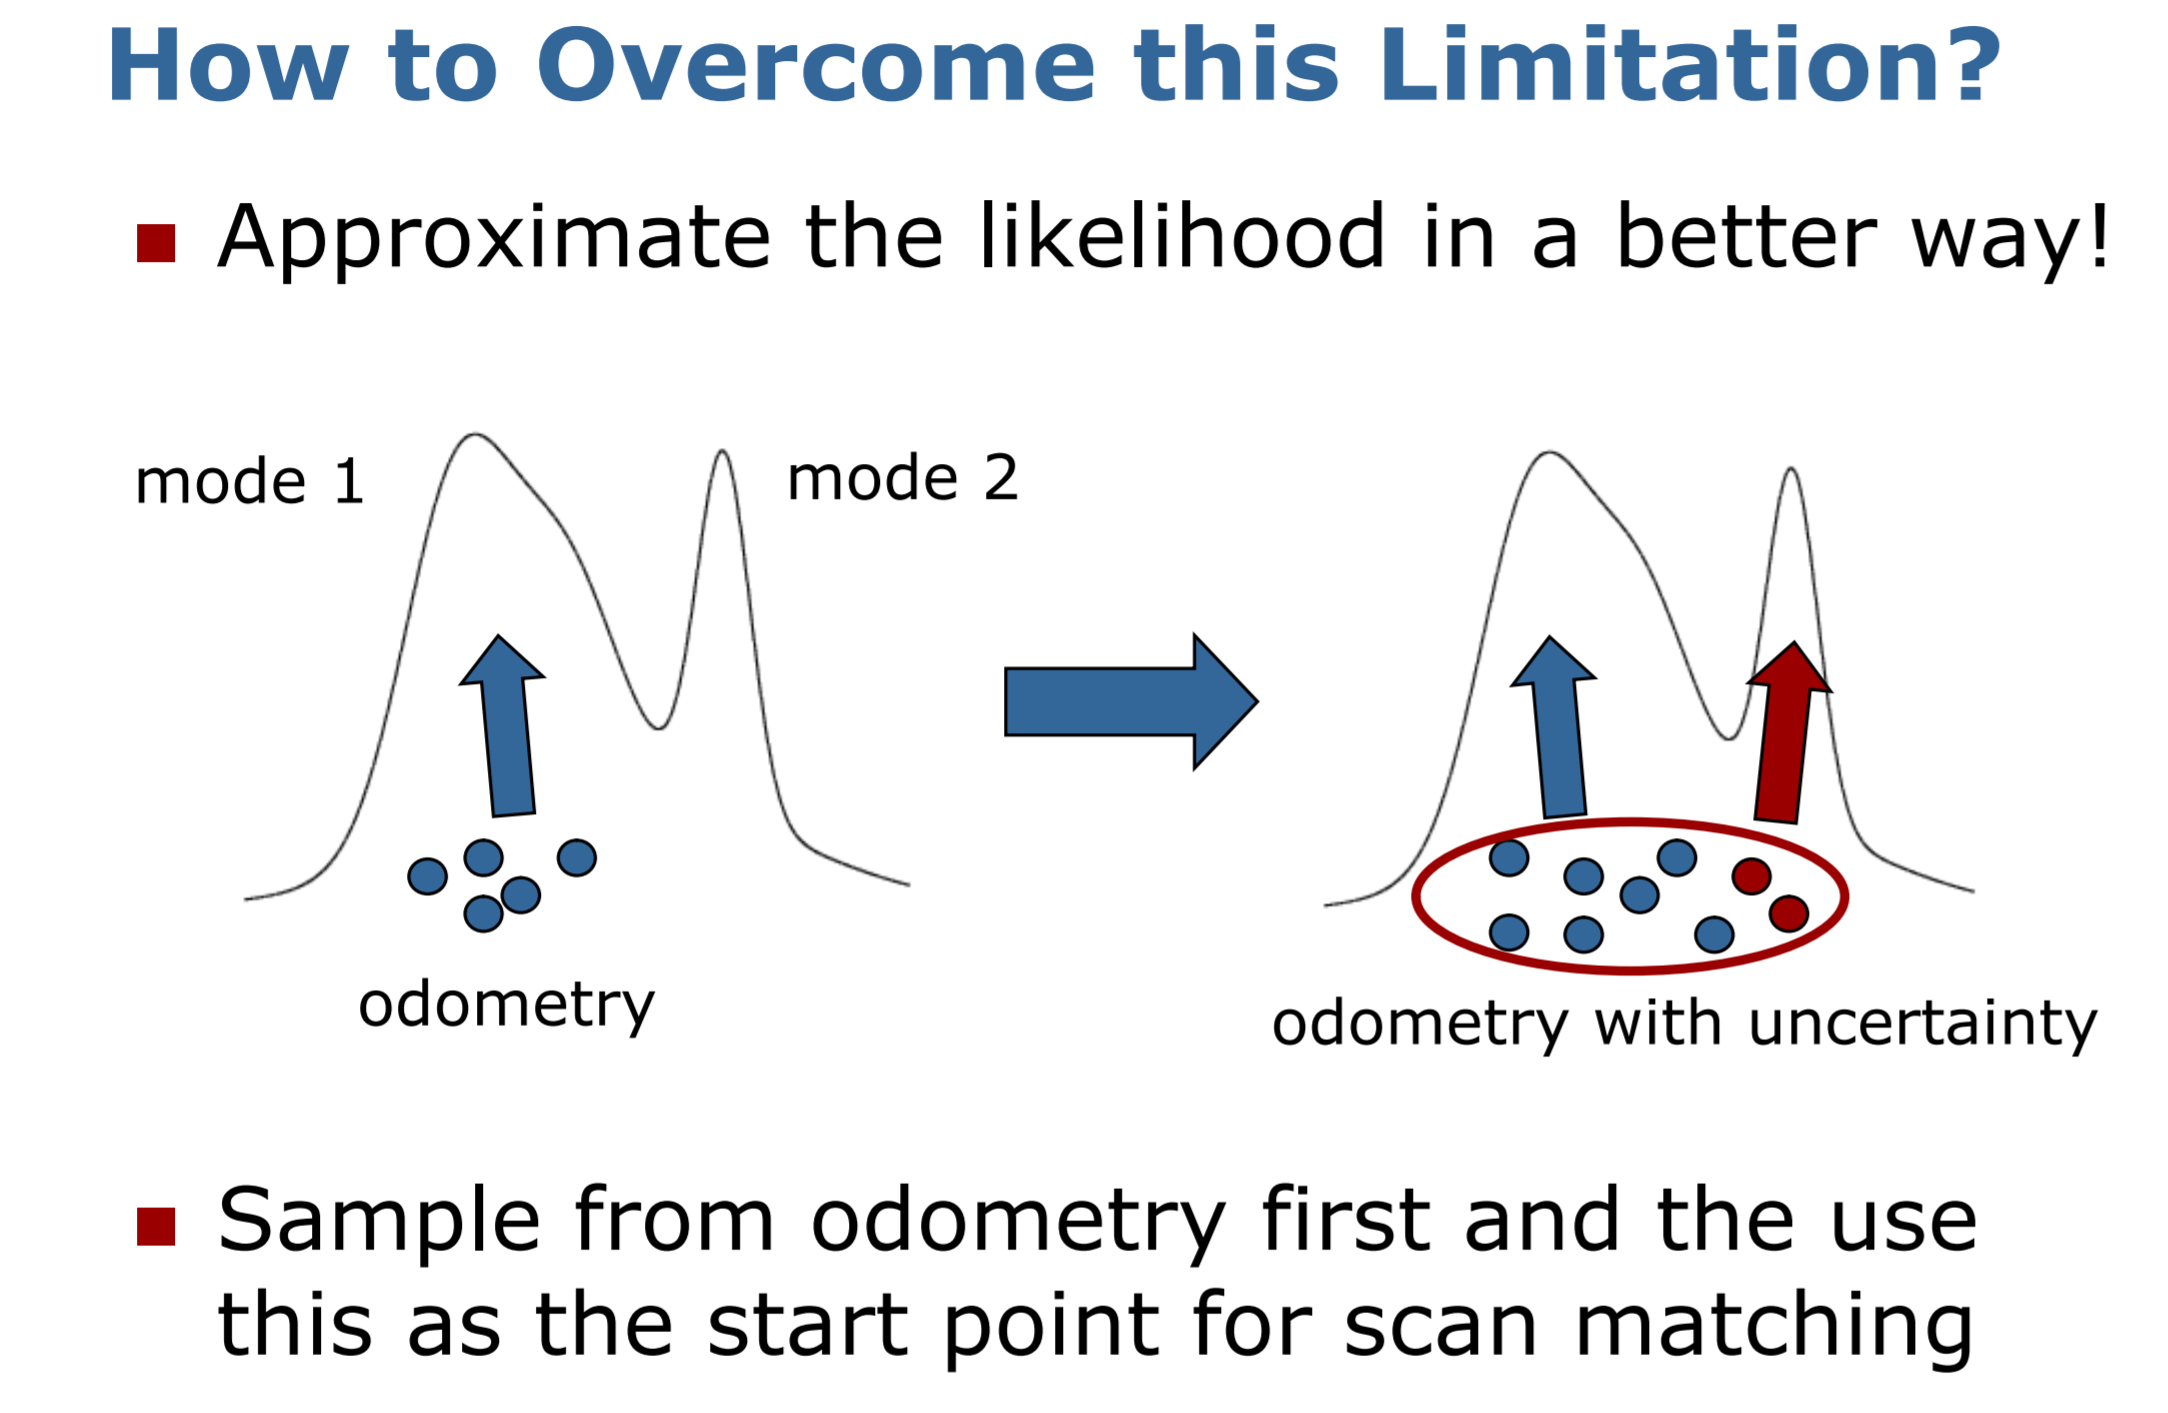 How to Overcome this Limitation?
Approximate the likelihood in a better way!
mode 1
mode 2
odometry
odometry with uncertainty
Sample from odometry first and the use
this as the start point for scan matching